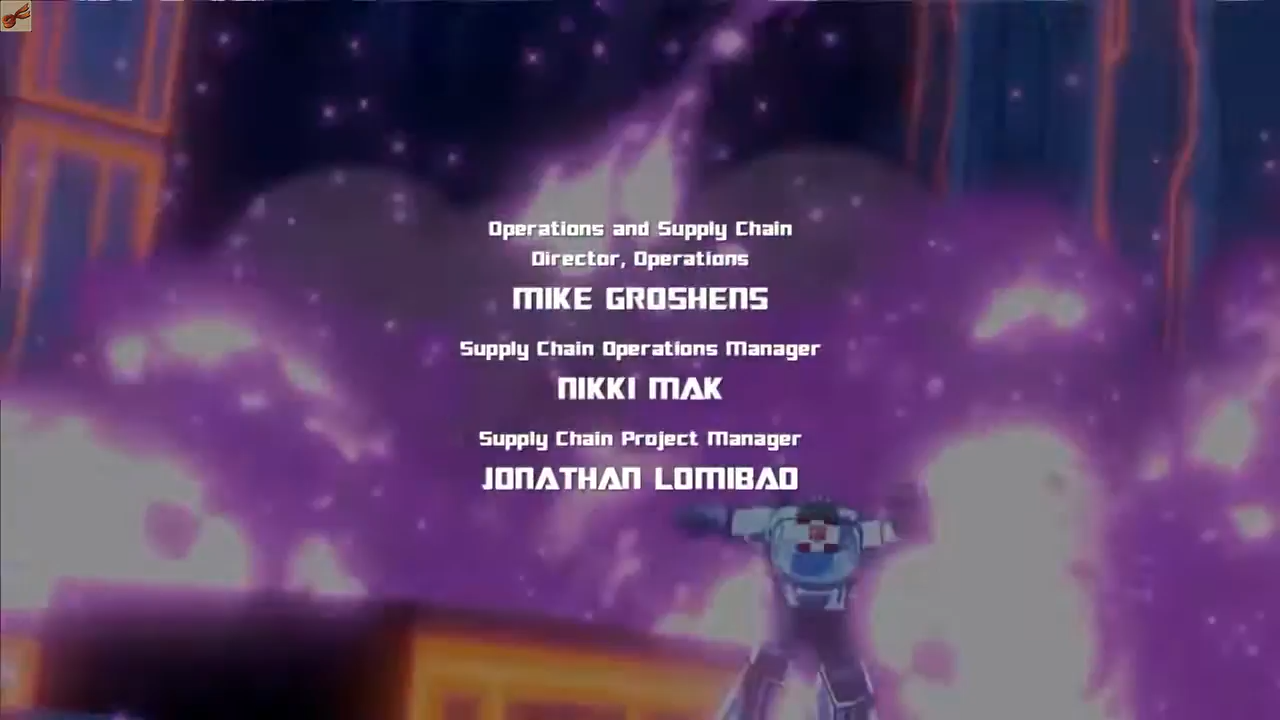 Operations and Supply Chain
Director, Operations
MIKE GROSHENS
Supply Chain Operations Manager
NIKKI MAK
Supply Chain Project Manager
JONATHAN LOMIBAO